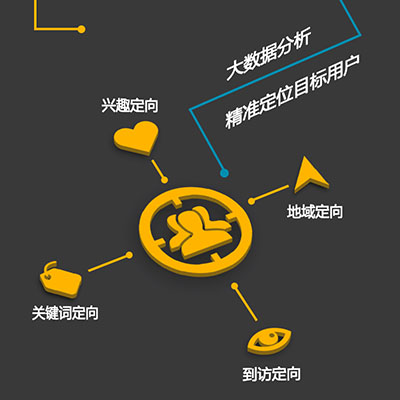 大数据分析
精准定位目标用户
兴趣定向
地域定向
关键词定向
到访定向